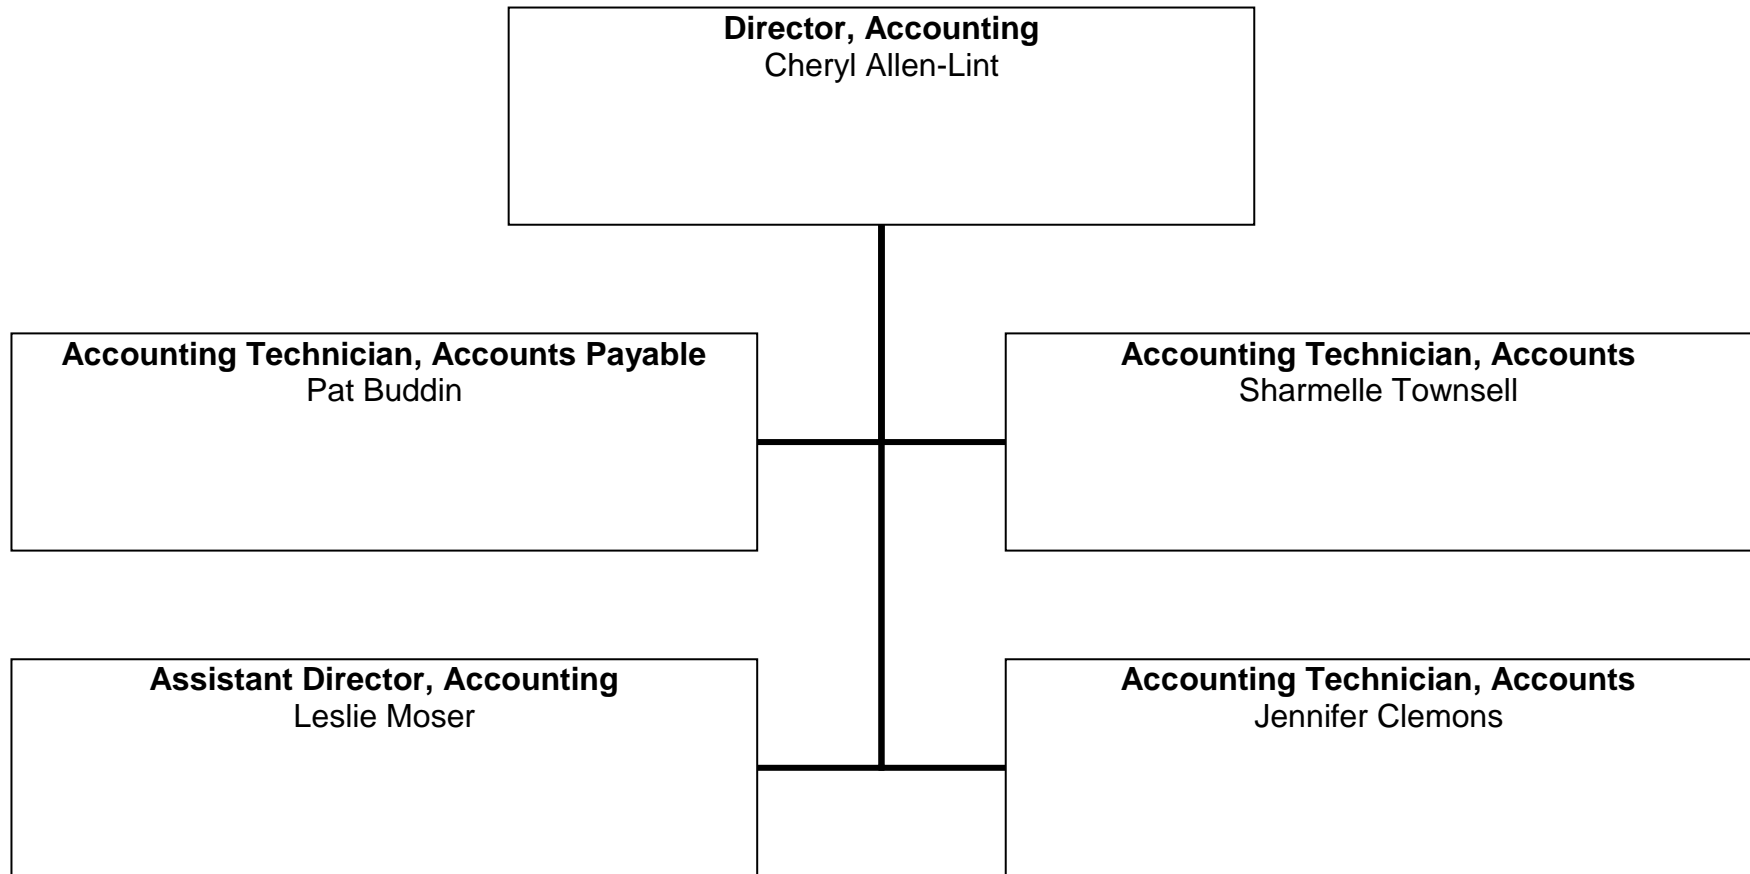 Director, Accounting
Cheryl Allen-Lint
Accounting Technician, Accounts Payable
Pat Buddin
Accounting Technician, Accounts
Sharmelle Townsell
Assistant Director, Accounting
Leslie Moser
Accounting Technician, Accounts
Jennifer Clemons